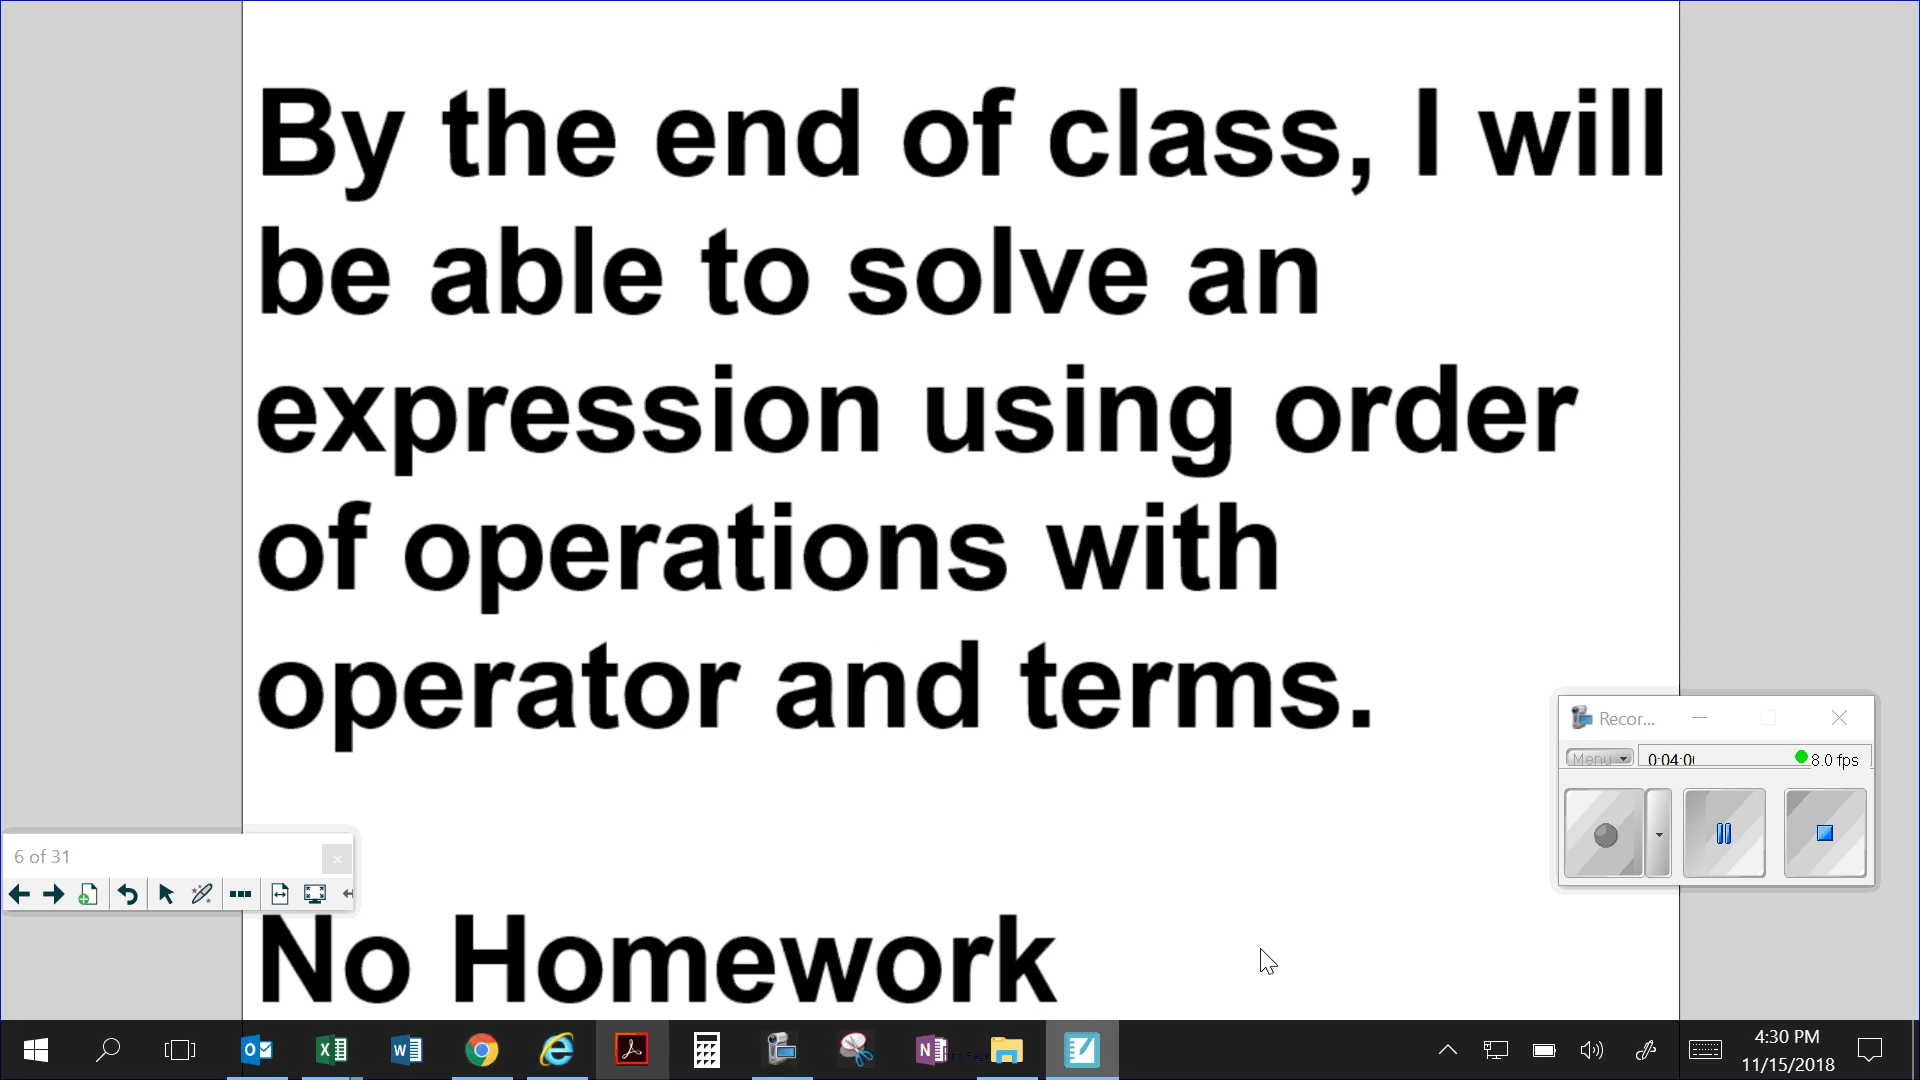 By the end of class, I will
be able to solve an
expression using order
of operations with
operator and terms.
Recor...
Menu
0:04:0
8.0 fps
6 of 31
No Homework
4:30 PM
11/15/2018